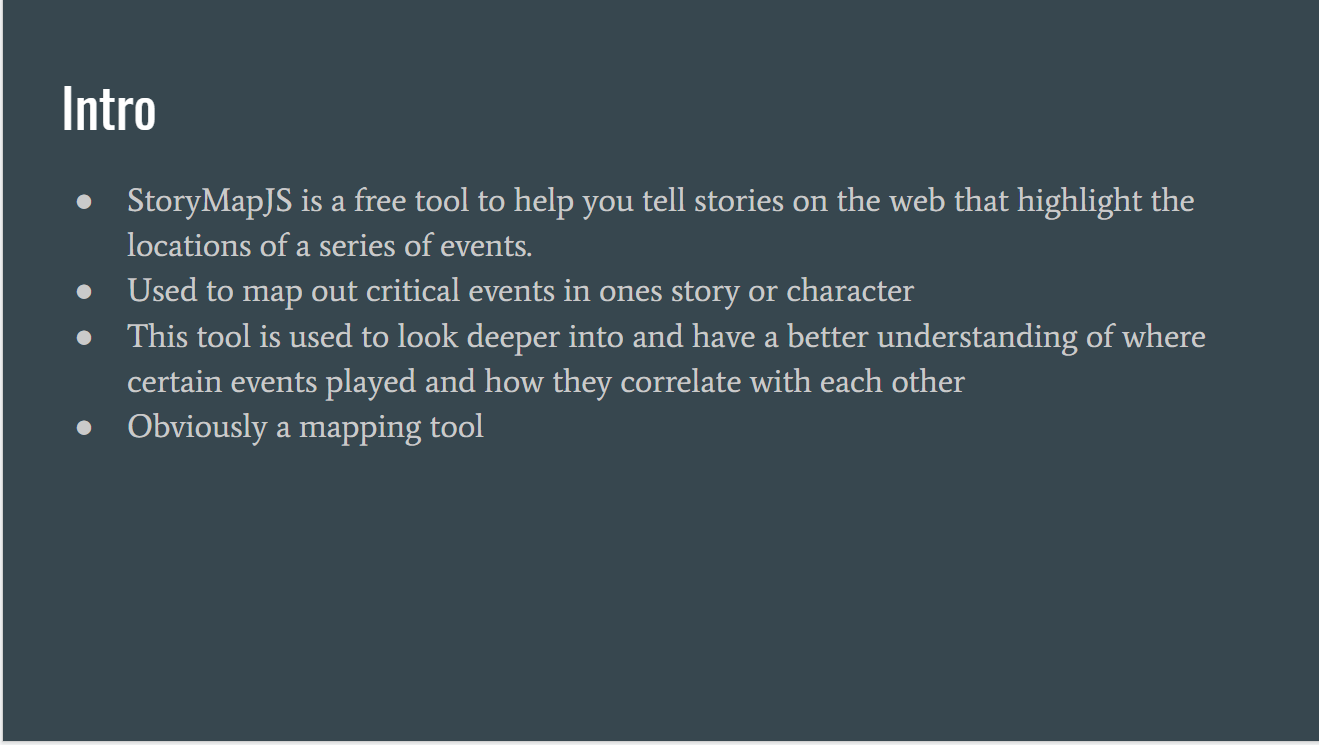 Intro
● StoryMapJS is a free tool to help you tell stories on the web that highlight the
locations of a series of events.
● Used to map out critical events in ones story or character
● This tool is used to look deeper into and have a better understanding of where
certain events played and how they correlate with each other
● Obviously a mapping tool